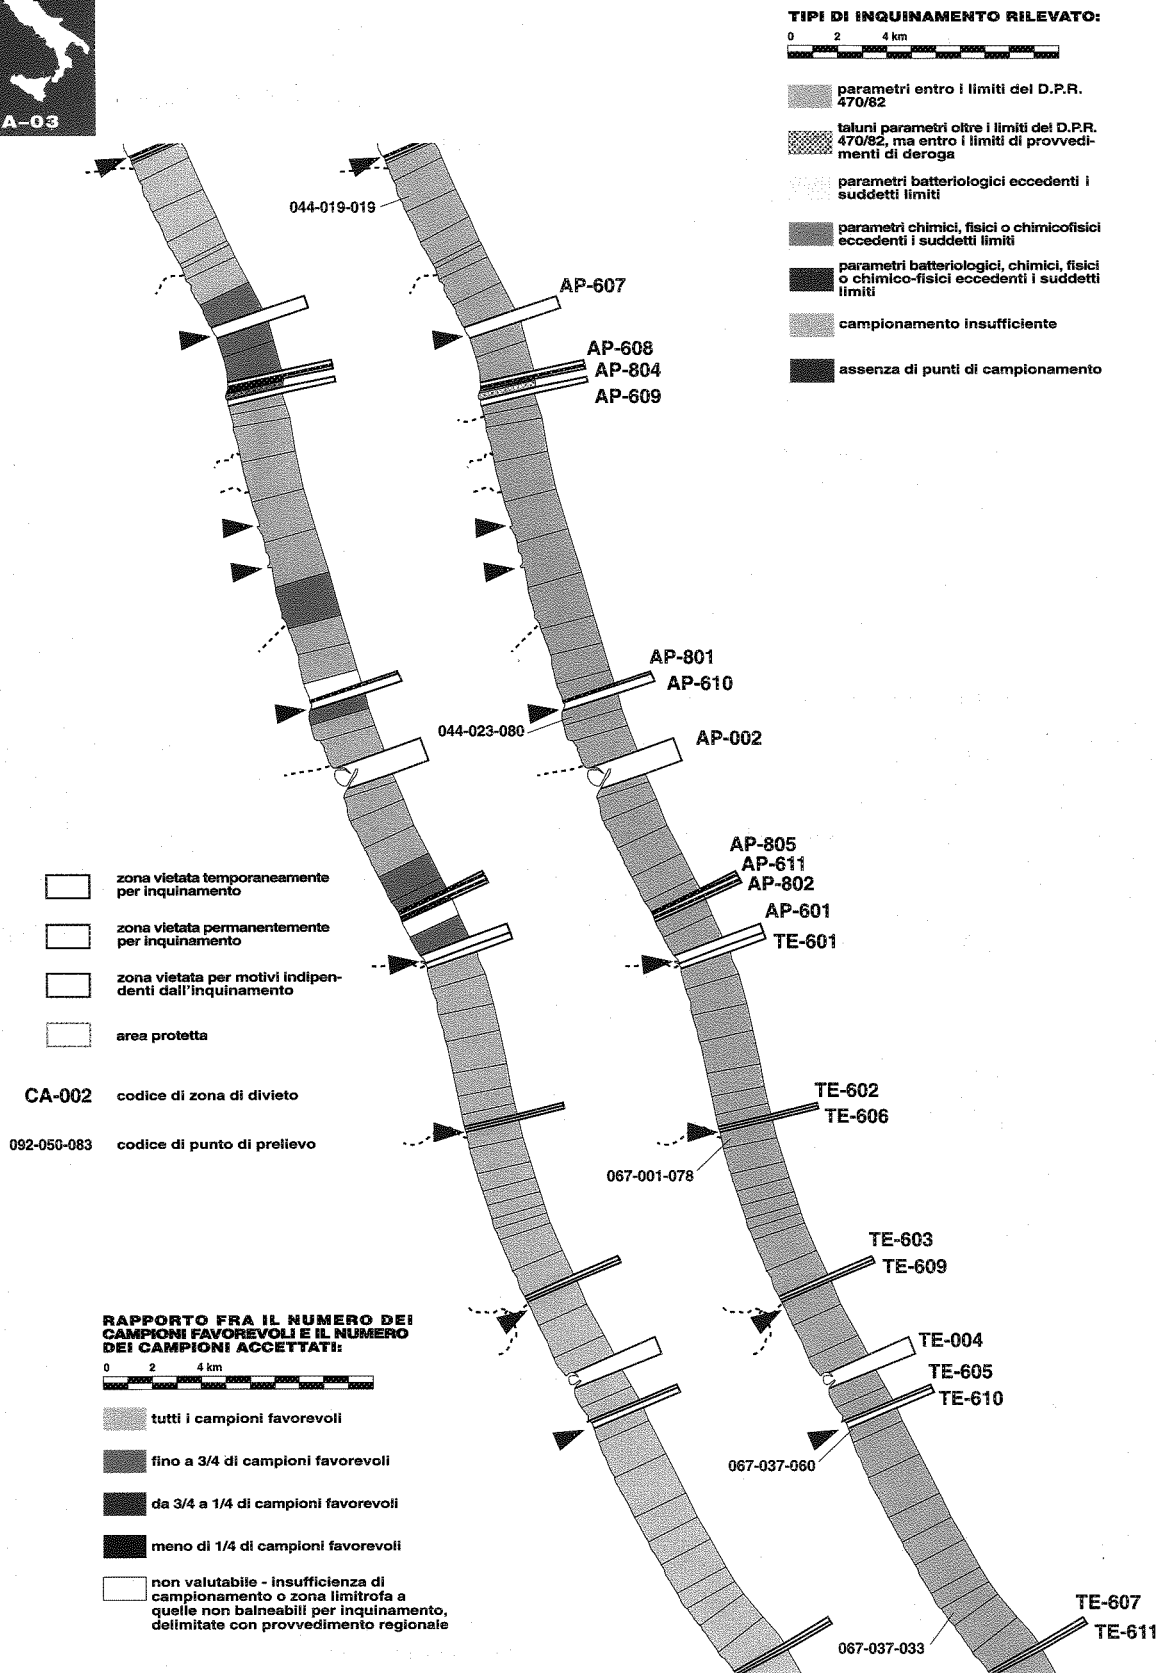 A-03
TIPI DI INQUINAMENTO RILEVATO:
0 2 4 km
parametri entro i limiti del D.P.R.
470/82
taluni parametri oltre i limiti del D.P.R.
470/82, ma entro i limiti di provvedi-
menti di deroga
parametri batteriologici eccedenti i
suddetti limiti
parametri chimici, fisici o chimicofisici
eccedenti i suddetti limiti
parametri batteriologici, chimici, fisici
o chimico-fisici eccedenti i suddetti
limiti
campionamento insufficiente
assenza di punti di campionamento
044-019-019
AP-607
AP-608
AP-804
AP-609
AP-801
AP-610
044-023-080
AP-002
AP-805
AP-611
AP-802
AP-601
TE-601
zona vietata temporaneamente
per inquinamento
zona vietata permanentemente
per inquinamento
zona vietata per motivi indipen-
denti dall'inquinamento
area protetta
CA-002 codice di zona di divieto
092-050-083 codice di punto di prelievo
TE-602
TE-606
067-001-078
TE-603
TE-609
TE-004
TE-605
TE-610
067-037-060
TE-607
TE-611
067-037-033
RAPPORTO FRA IL NUMERO DEI
CAMPIONI FAVOREVOLI E IL NUMERO
DEI CAMPIONI ACCETTATI:
0 2 4 km
tutti i campioni favorevoli
fino a 3/4 di campioni favorevoli
da 3/4 a 1/4 di campioni favorevoli
meno di 1/4 di campioni favorevoli
non valutabile - insufficienza di
campionamento o zona limitrofa a
quelle non balneabili per inquinamento,
delimitate con provvedimento regionale